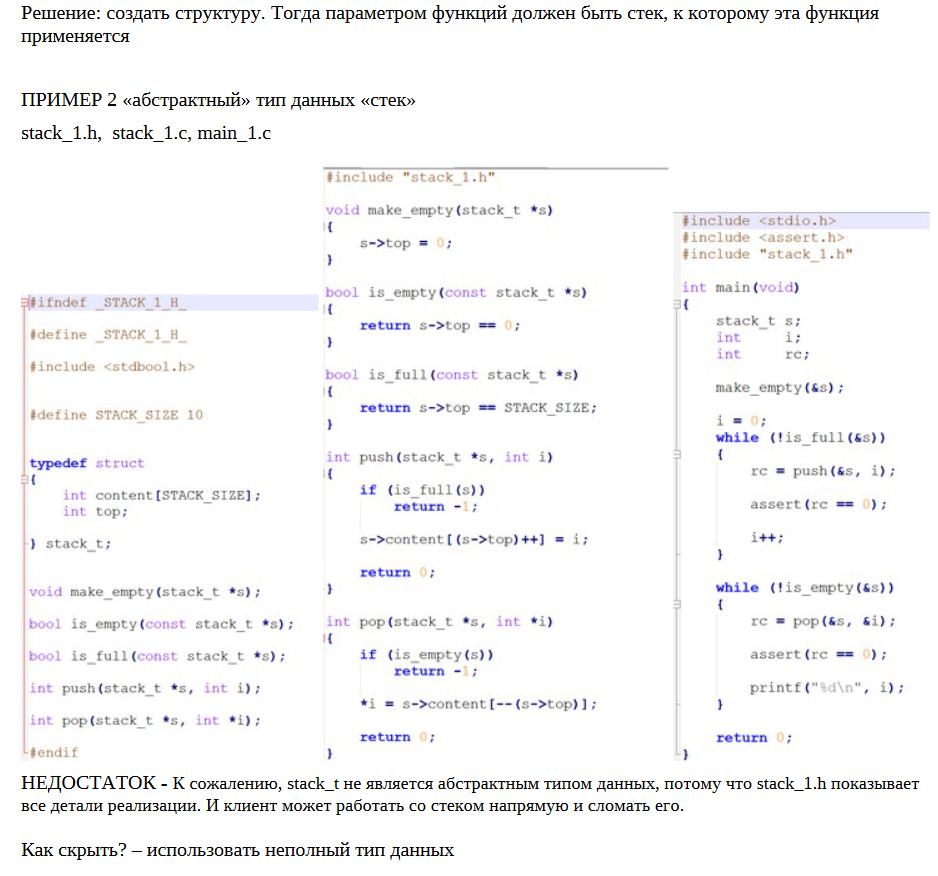 Решение: создать структуру. Тогда параметром функций должен быть стек, к которому эта функция
применяется
ПРИМЕР 2 «абстрактный» тип данных «стек»
stack_1.h,  stack_1.c, main_1.c
#ifndef _STACK_1_H_
#define _STACK_1_H_
#include <stdbool.h>
#define STACK_SIZE 10
typedef struct
{
    int content[STACK_SIZE];
    int top;
} stack_t;
void make_empty(stack_t *s);
bool is_empty(const stack_t *s);
bool is_full(const stack_t *s);
int push(stack_t *s, int i);
int pop(stack_t *s, int *i);
#endif
#include "stack_1.h"
void make_empty(stack_t *s)
{
    s->top = 0;
}
bool is_empty(const stack_t *s)
{
    return s->top == 0;
}
bool is_full(const stack_t *s)
{
    return s->top == STACK_SIZE;
}
int push(stack_t *s, int i)
{
    if (is_full(s))
        return -1;
    s->content[(s->top)++] = i;
    return 0;
}
int pop(stack_t *s, int *i)
{
    if (is_empty(s))
        return -1;
    *i = s->content[--(s->top)];
    return 0;
}
#include <stdio.h>
#include <assert.h>
#include "stack_1.h"
int main(void)
{
    stack_t s;
    int     i;
    int     rc;
    make_empty(&s);
    i = 0;
    while (!is_full(&s))
    {
        rc = push(&s, i);
        assert(rc == 0);
        i++;
    }
    while (!is_empty(&s))
    {
        rc = pop(&s, &i);
        assert(rc == 0);
        printf("%d\n", i);
    }
    return 0;
}
НЕДОСТАТОК - К сожалению, stack_t не является абстрактным типом данных, потому что stack_1.h показывает
все детали реализации. И клиент может работать со стеком напрямую и сломать его.
Как скрыть? – использовать неполный тип данных